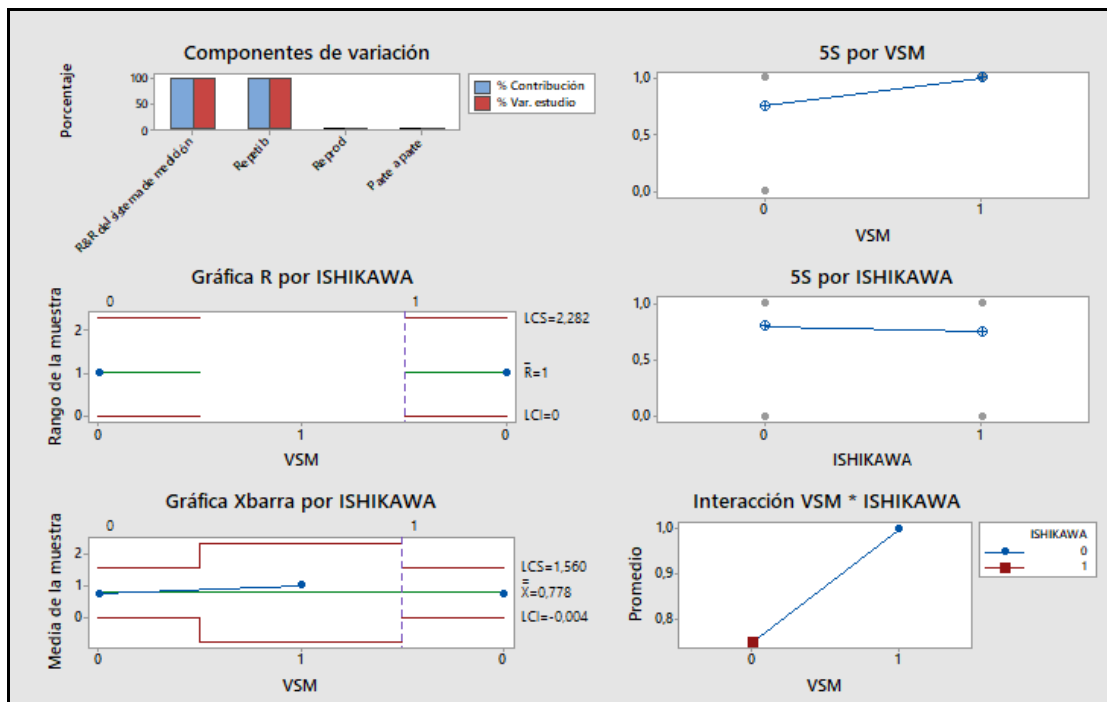 Componentes de variación
Porcentaje
100
50
0
R&R del sistema de medición
Repetib
Reprod
Parte a parte
% Contribución
% Var. estudio
5S por VSM
1,0
0,5
0,0
0
1
VSM
Gráfica R por ISHIKAWA
0
1
Rango de la muestra
2
1
0
LCS=2,282
R=1
LCI=0
0
1
0
VSM
5S por ISHIKAWA
1,0
0,5
0,0
0
1
ISHIKAWA
Gráfica Xbarra por ISHIKAWA
0
1
Media de la muestra
2
1
0
LCS=1,560
X=0,778
LCI=-0,004
0
1
0
VSM
Interacción VSM * ISHIKAWA
Promedio
1,0
0,9
0,8
0
1
VSM
ISHIKAWA
0
1